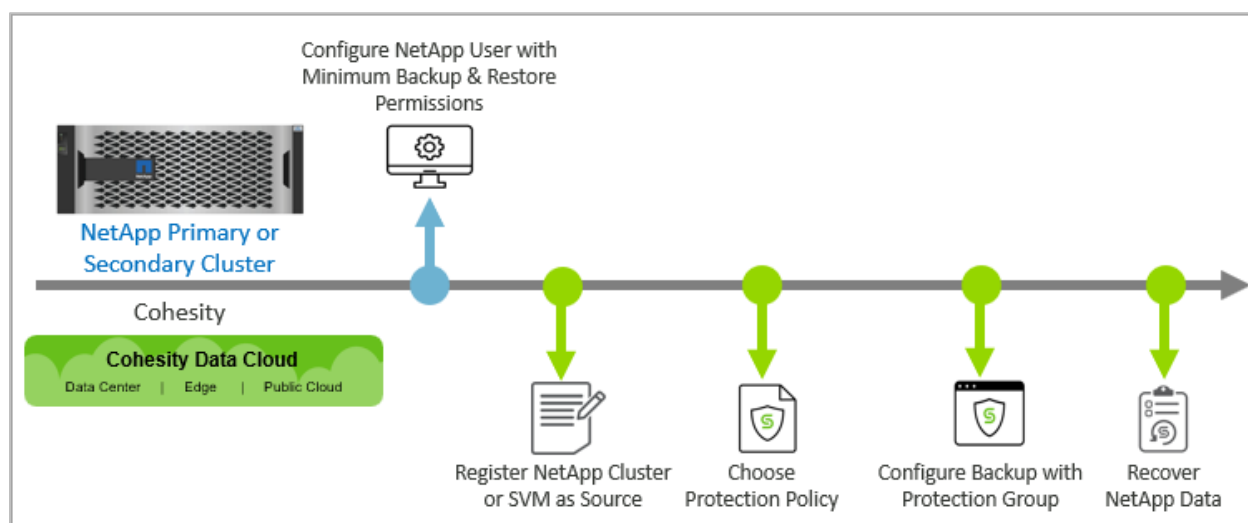 Configure NetApp User with
Minimum Backup & Restore
Permissions
NetApp Primary or
Secondary Cluster
Cohesity
Cohesity Data Cloud
Data Center | Edge | Public Cloud
Register NetApp Cluster
or SVM as Source
Choose
Protection Policy
Configure Backup with
Protection Group
Recover
NetApp Data